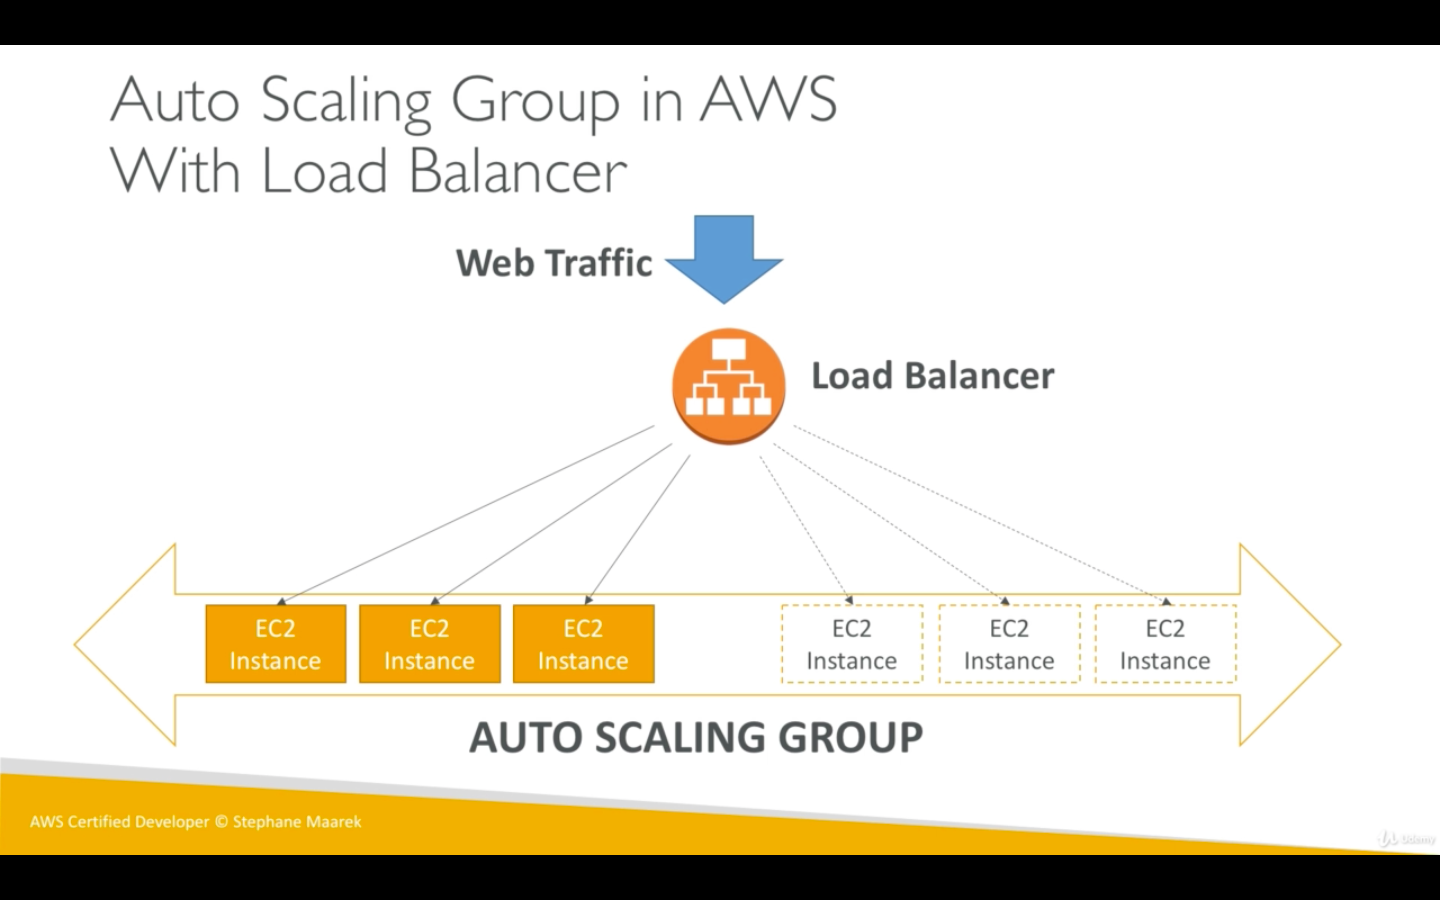 Auto Scaling Group in AWS
With Load Balancer
Web Traffic
Load Balancer
EC2
Instance
EC2
Instance
EC2
Instance
EC2
Instance
EC2
Instance
EC2
Instance
AUTO SCALING GROUP
AWS Certified Developer © Stephane Maarek
Udemy